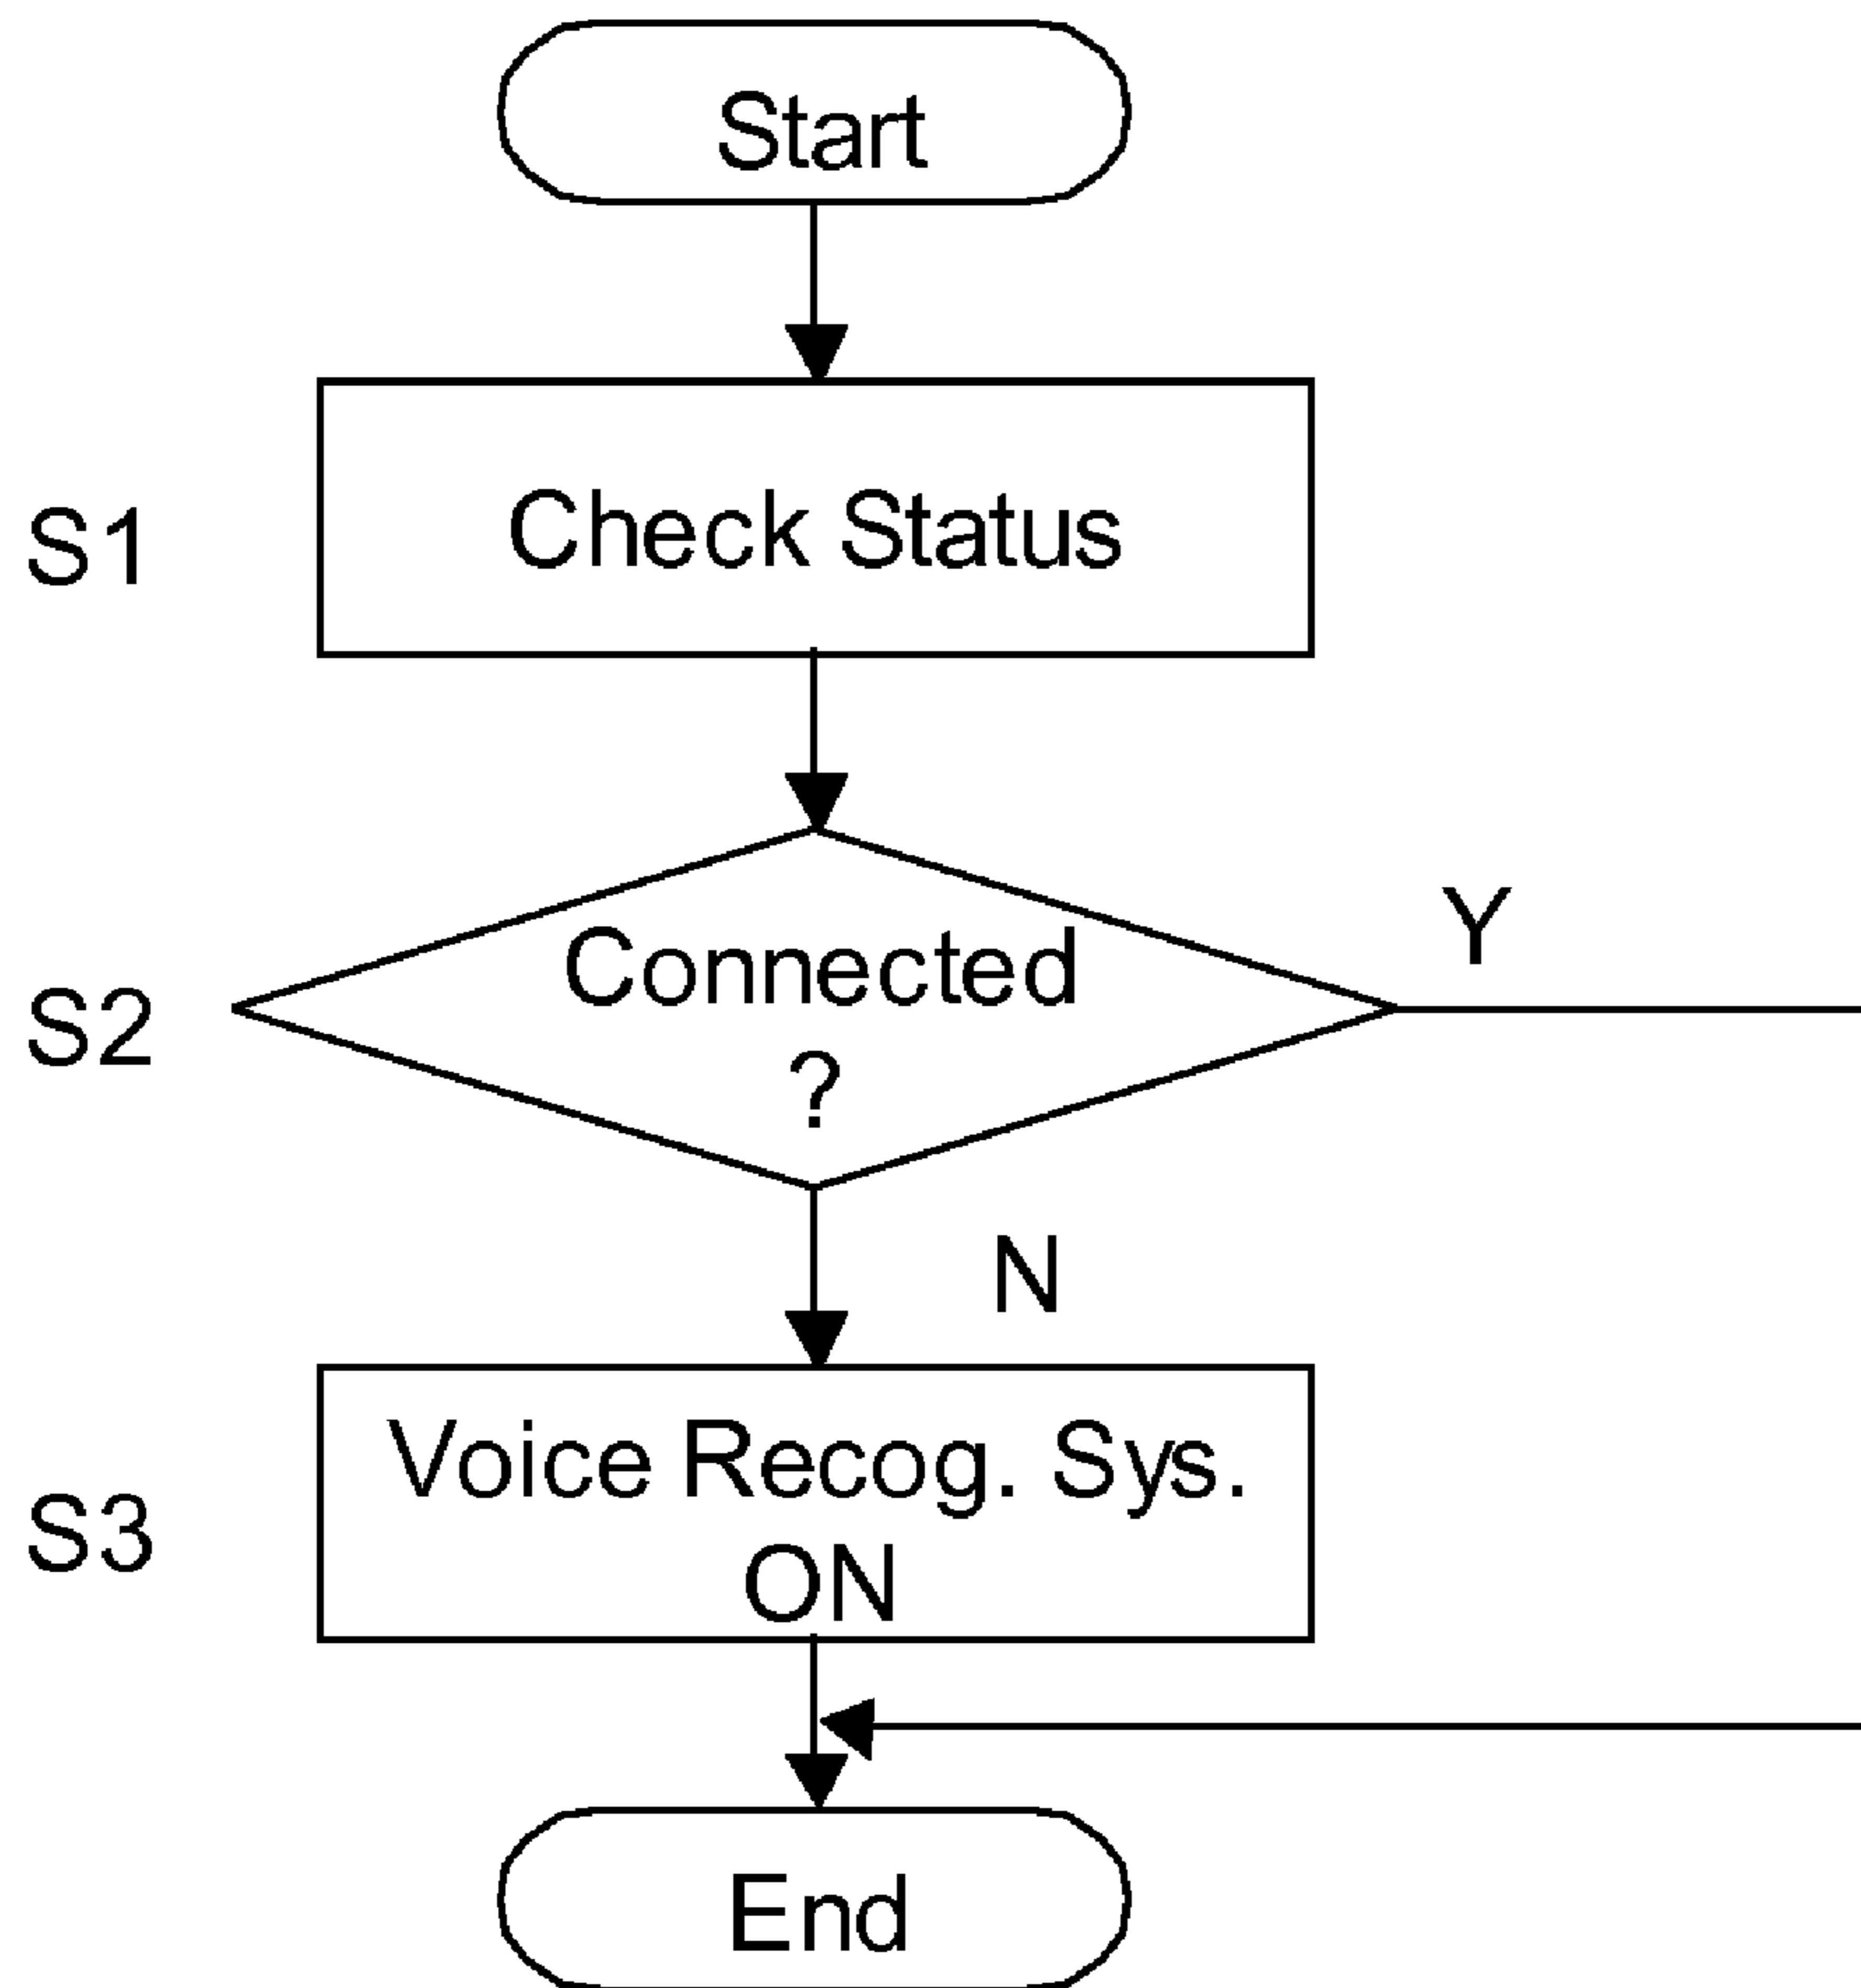 Start
S1
Check Status
S2
Connected
?
Y
N
S3
Voice Recog. Sys.
ON
End